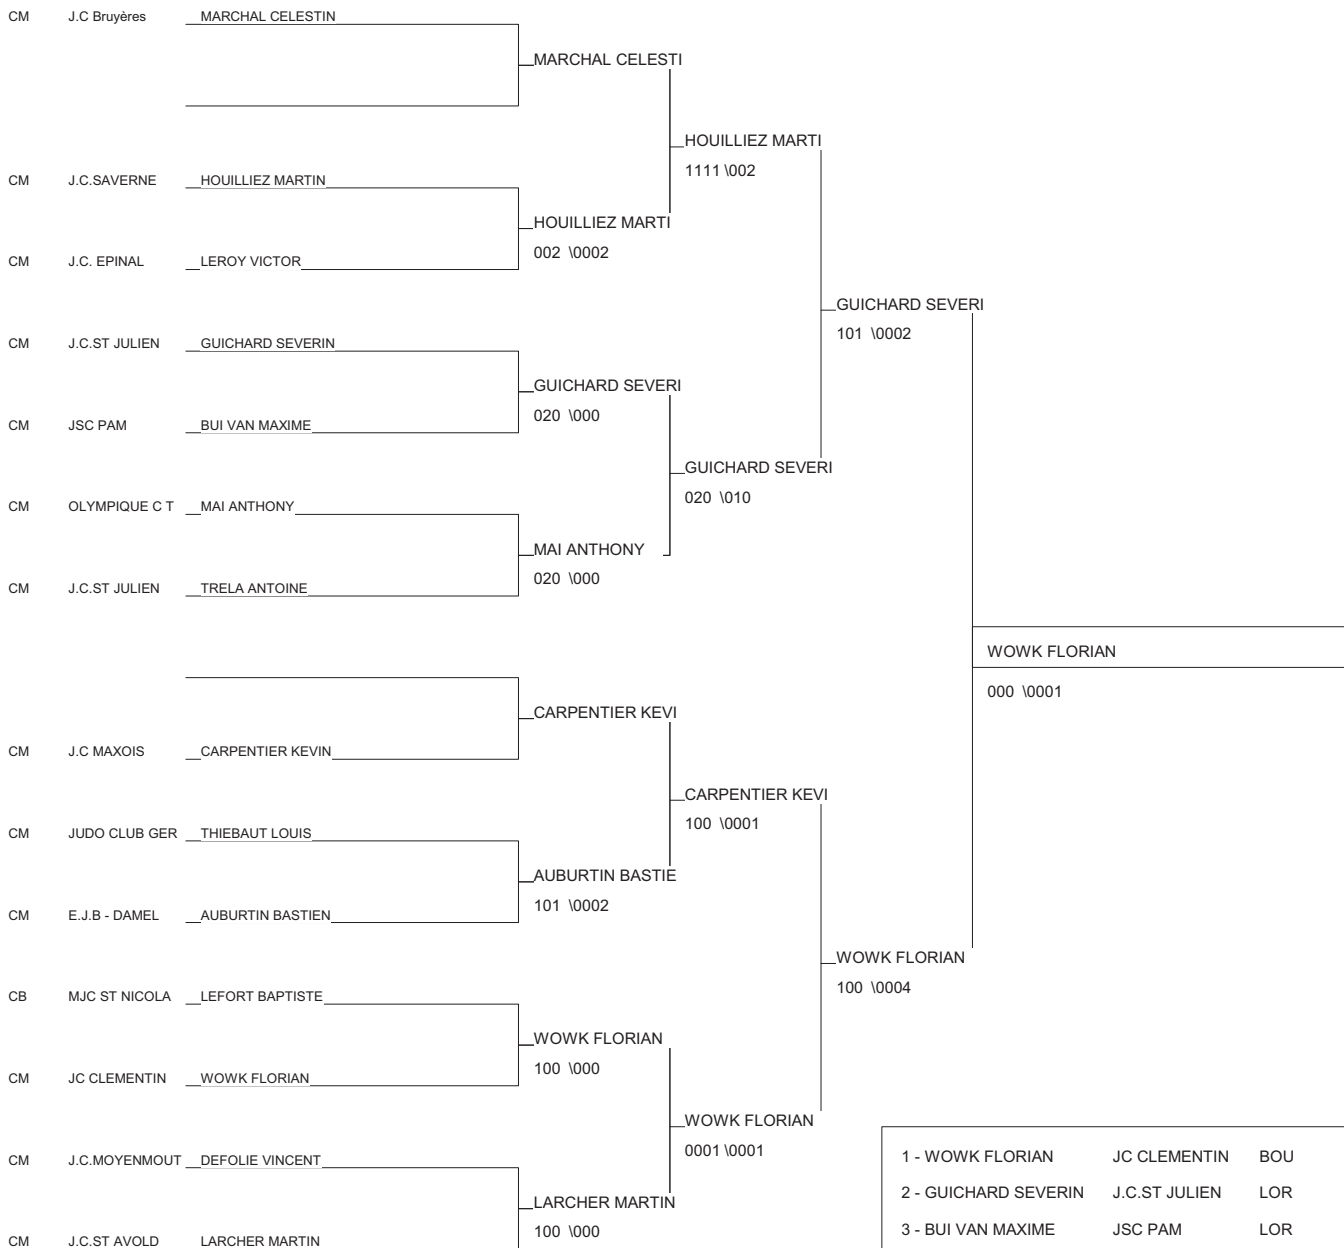 CM J.C Bruyères MARCHAL CELESTIN
MARCHAL CELESTI
HOUILLIEZ MARTI
1111 \002
CM J.C.SAVERNE HOUILLIEZ MARTIN
HOUILLIEZ MARTI
002 \0002
CM J.C. EPINAL LEROY VICTOR
GUICHARD SEVERI
101 \0002
CM J.C.ST JULIEN GUICHARD SEVERIN
GUICHARD SEVERI
020 \000
CM JSC PAM BUI VAN MAXIME
GUICHARD SEVERI
020 \010
CM OLYMPIQUE C T MAI ANTHONY
MAI ANTHONY
020 \000
CM J.C.ST JULIEN TRELA ANTOINE
WOWK FLORIAN
000 \0001
CARPENTIER KEVI
CM J.C MAXOIS CARPENTIER KEVIN
CARPENTIER KEVI
100 \0001
CM JUDO CLUB GER THIEBAUT LOUIS
AUBURTIN BASTIE
101 \0002
CM E.J.B - DAMEL AUBURTIN BASTIEN
WOWK FLORIAN
100 \0004
CB MJC ST NICOLA LEFORT BAPTISTE
WOWK FLORIAN
100 \000
CM JC CLEMENTIN WOWK FLORIAN
WOWK FLORIAN
0001 \0001
CM J.C.MOYENMOUT DEFOLIE VINCENT
LARCHER MARTIN
100 \000
CM J.C.ST AVOLD LARCHER MARTIN
1 - WOWK FLORIAN JC CLEMENTIN BOU
2 - GUICHARD SEVERIN J.C.ST JULIEN LOR
3 - BUI VAN MAXIME JSC PAM LOR